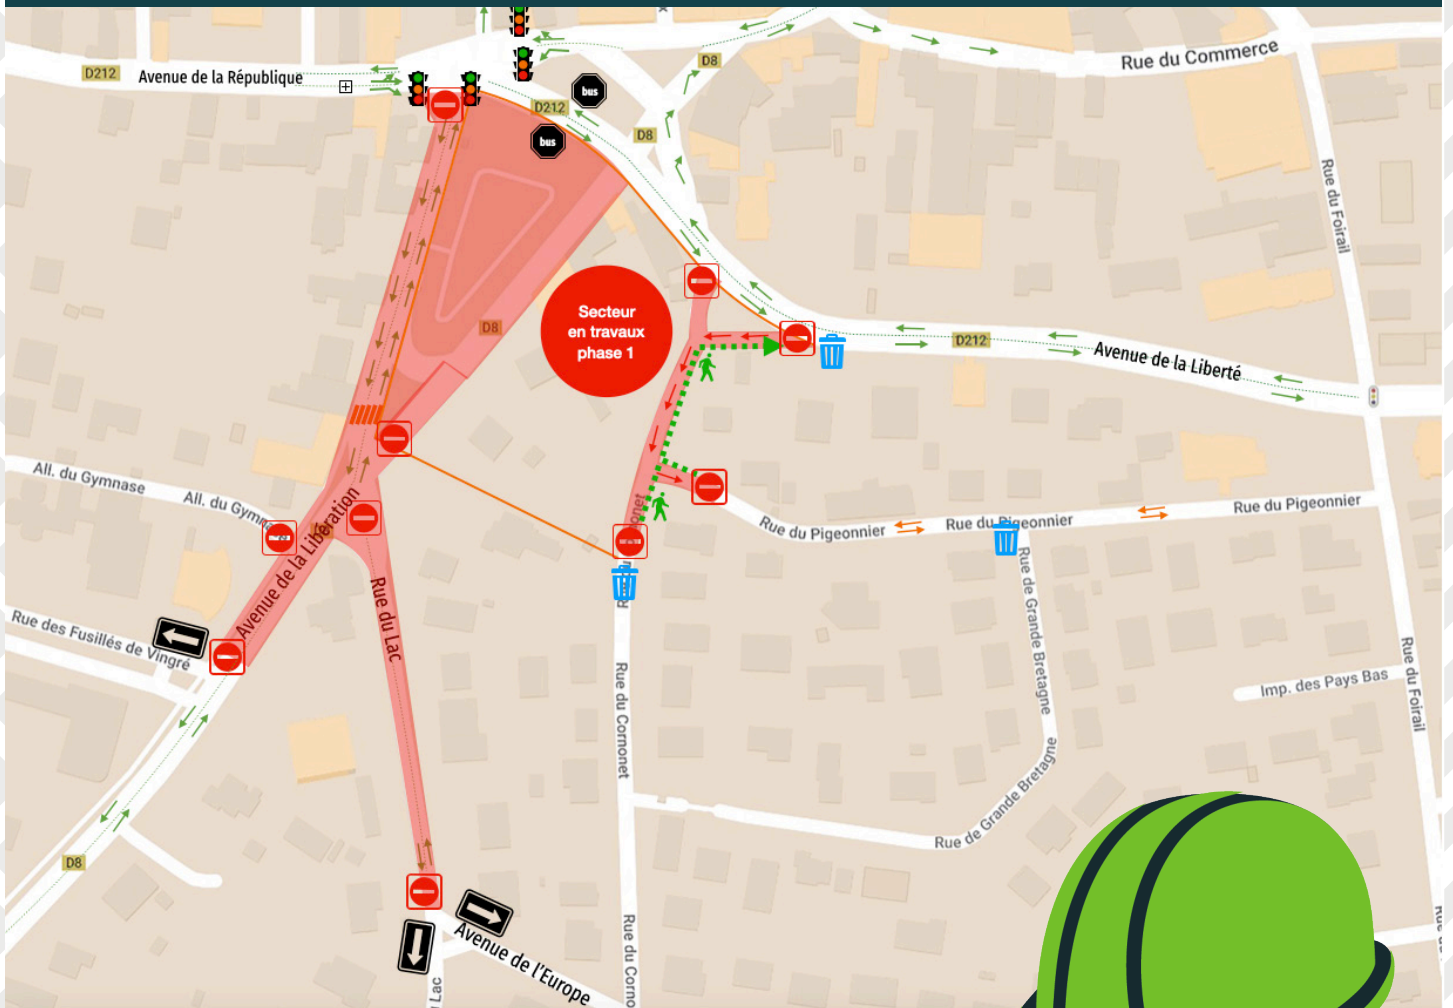 D212
Avenue de la République
D8
Rue du Commerce
bus
D212
bus
D8
Rue du Foirail
Secteur
en travaux
phase 1
D8
D212
Avenue de la Liberté
All. du Gymnase
All. du Gymn
Rue du Pigeonnier
Rue du Pigeonnier
Rue du Pigeonnier
Avenue de la Libération
Rue du Lac
Rue des Fusillés de Vingré
Rue de Grande Bretagne
Rue du Cornonet
Imp. des Pays Bas
Rue du Foirail
Rue de Grande Bretagne
D8
Avenue de l'Europe
Rue du Corno
Lac